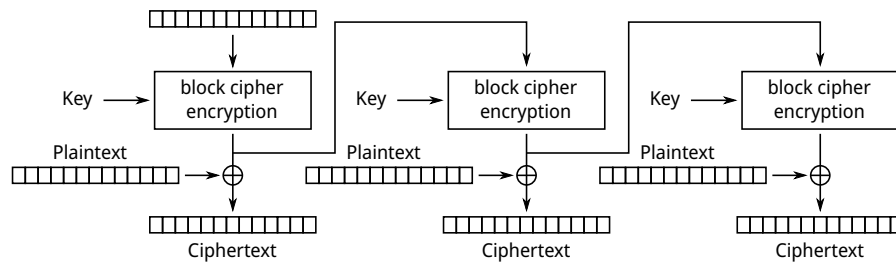 block cipher
encryption
Key
Plaintext
Ciphertext
block cipher
encryption
Key
Plaintext
Ciphertext
block cipher
encryption
Key
Plaintext
Ciphertext